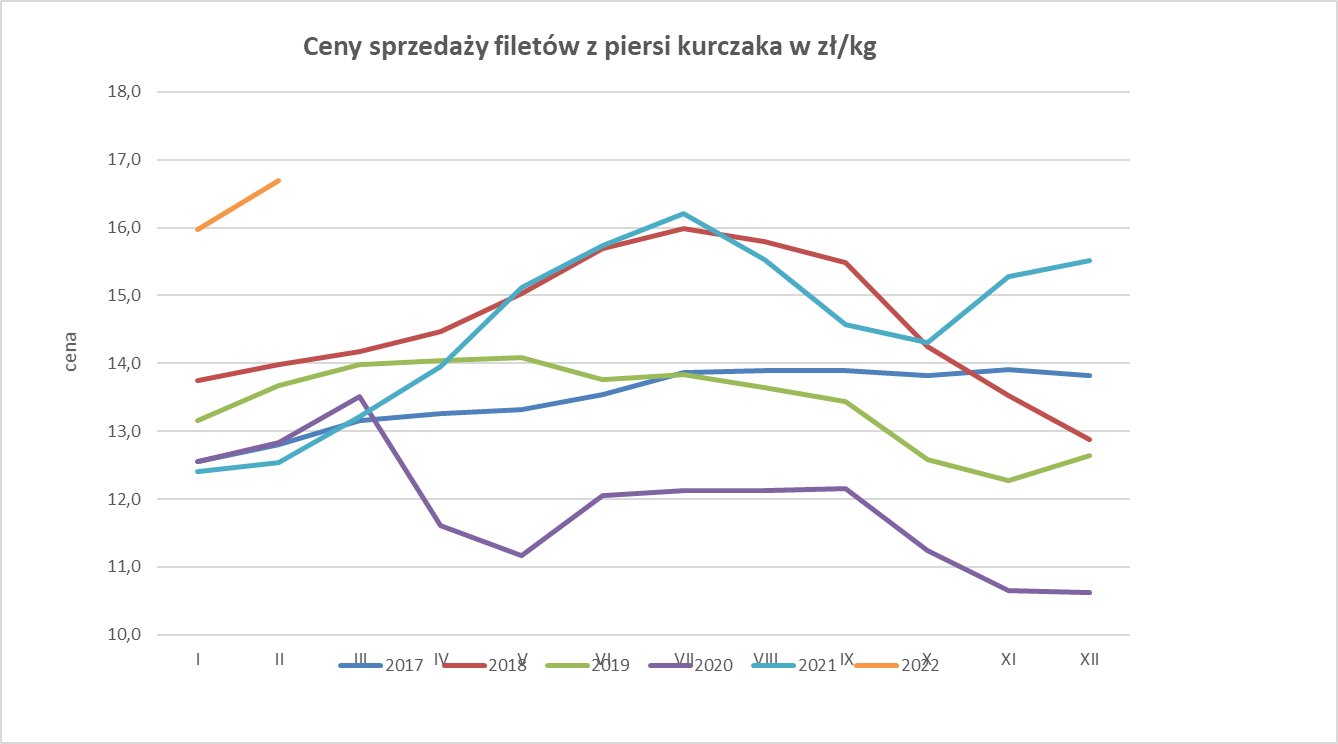 Ceny sprzedaży filetów z piersi kurczaka w zł/kg
18,0
17,0
16,0
15,0
14,0
13,0
12,0
11,0
10,0
cena
I II III IV V VI VII VIII IX X XI XII
2017 2018 2019 2020 2021 2022